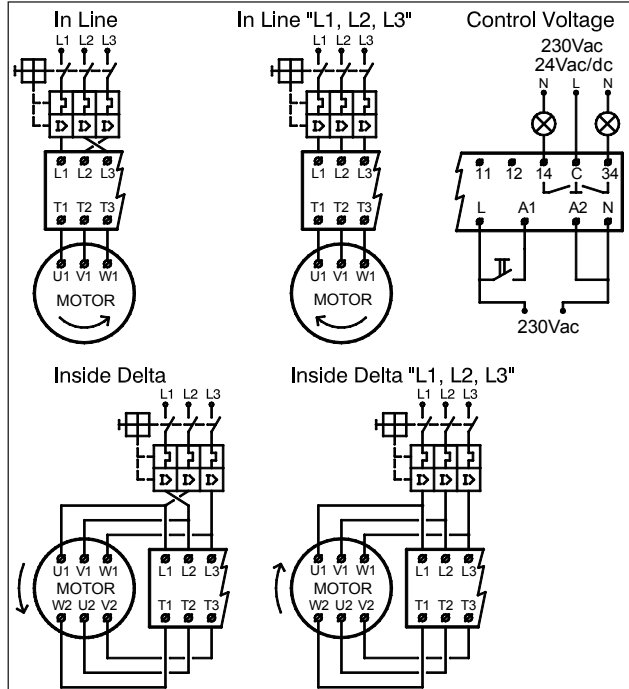 In Line
L1 L2 L3
I> I> I>
L1 L2 L3
T1 T2 T3
U1 V1 W1
MOTOR
In Line "L1, L2, L3"
L1 L2 L3
I> I> I>
L1 L2 L3
T1 T2 T3
U1 V1 W1
MOTOR
Control Voltage
230Vac
24Vac/dc
N L N
11 12 14 C 34
L A1 A2 N
230Vac
Inside Delta
L1 L2 L3
I> I> I>
U1 V1 W1
MOTOR
W2 U2 V2
L1 L2 L3
T1 T2 T3
Inside Delta "L1, L2, L3"
L1 L2 L3
I> I> I>
U1 V1 W1
MOTOR
W2 U2 V2
L1 L2 L3
T1 T2 T3